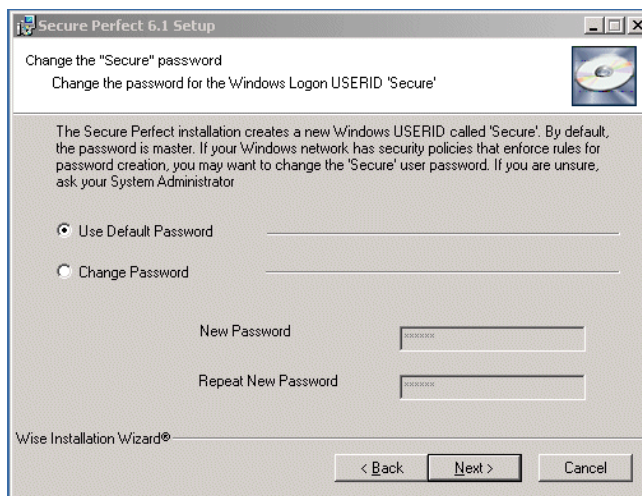 Secure Perfect 6.1 Setup
Change the "Secure" password
Change the password for the Windows Logon USERID 'Secure'
The Secure Perfect installation creates a new Windows USERID called 'Secure'. By default,
the password is master. If your Windows network has security policies that enforce rules for
password creation, you may want to change the 'Secure' user password. If you are unsure,
ask your System Administrator
Use Default Password
Change Password
New Password
xxxxxx
Repeat New Password
xxxxxx
Wise Installation Wizard®
< Back
Next >
Cancel